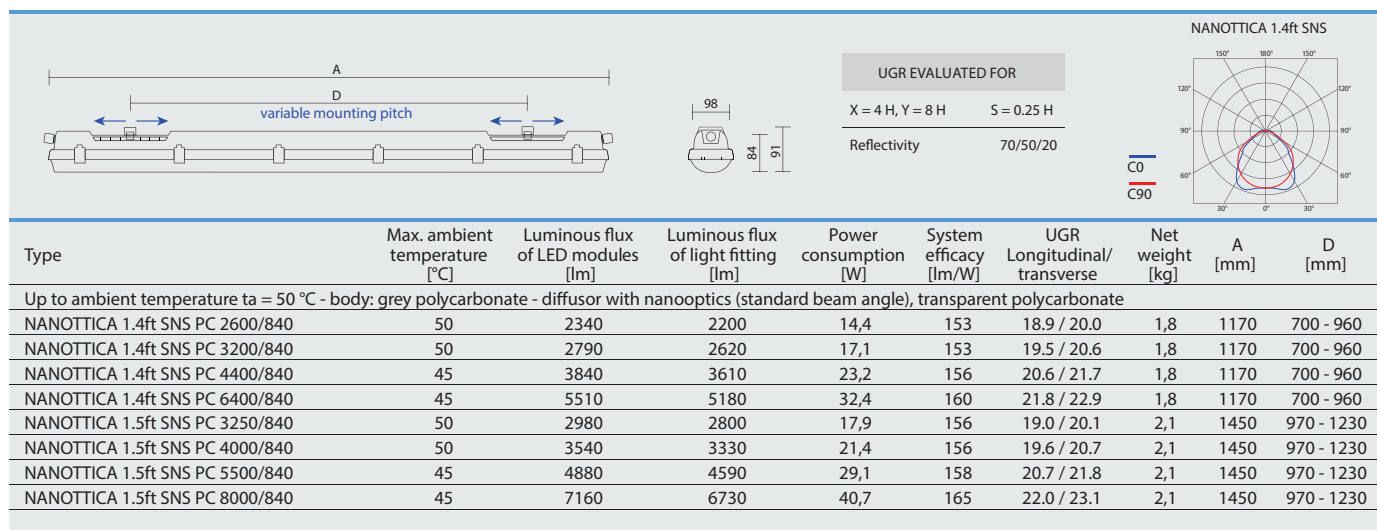 NANOTTICA 1.4ft SNS
150° 180° 150°
120° 120°
90° 90°
60° 60°
30° 0° 30°
C0
C90
A
D
variable mounting pitch
98
84
91
UGR EVALUATED FOR
X = 4 H, Y = 8 H S = 0.25 H
Reflectivity 70/50/20
Type Max. ambient temperature [°C] Luminous flux of LED modules [lm] Luminous flux of light fitting [lm] Power consumption [W] System efficacy [lm/W] UGR Longitudinal/ transverse Net weight [kg] A [mm] D [mm]
Up to ambient temperature ta = 50 °C - body: grey polycarbonate - diffusor with nanooptics (standard beam angle), transparent polycarbonate
NANOTTICA 1.4ft SNS PC 2600/840 50 2340 2200 14,4 153 18.9 / 20.0 1,8 1170 700 - 960
NANOTTICA 1.4ft SNS PC 3200/840 50 2790 2620 17,1 153 19.5 / 20.6 1,8 1170 700 - 960
NANOTTICA 1.4ft SNS PC 4400/840 45 3840 3610 23,2 156 20.6 / 21.7 1,8 1170 700 - 960
NANOTTICA 1.4ft SNS PC 6400/840 45 5510 5180 32,4 160 21.8 / 22.9 1,8 1170 700 - 960
NANOTTICA 1.5ft SNS PC 3250/840 50 2980 2800 17,9 156 19.0 / 20.1 2,1 1450 970 - 1230
NANOTTICA 1.5ft SNS PC 4000/840 50 3540 3330 21,4 156 19.6 / 20.7 2,1 1450 970 - 1230
NANOTTICA 1.5ft SNS PC 5500/840 45 4880 4590 29,1 158 20.7 / 21.8 2,1 1450 970 - 1230
NANOTTICA 1.5ft SNS PC 8000/840 45 7160 6730 40,7 165 22.0 / 23.1 2,1 1450 970 - 1230